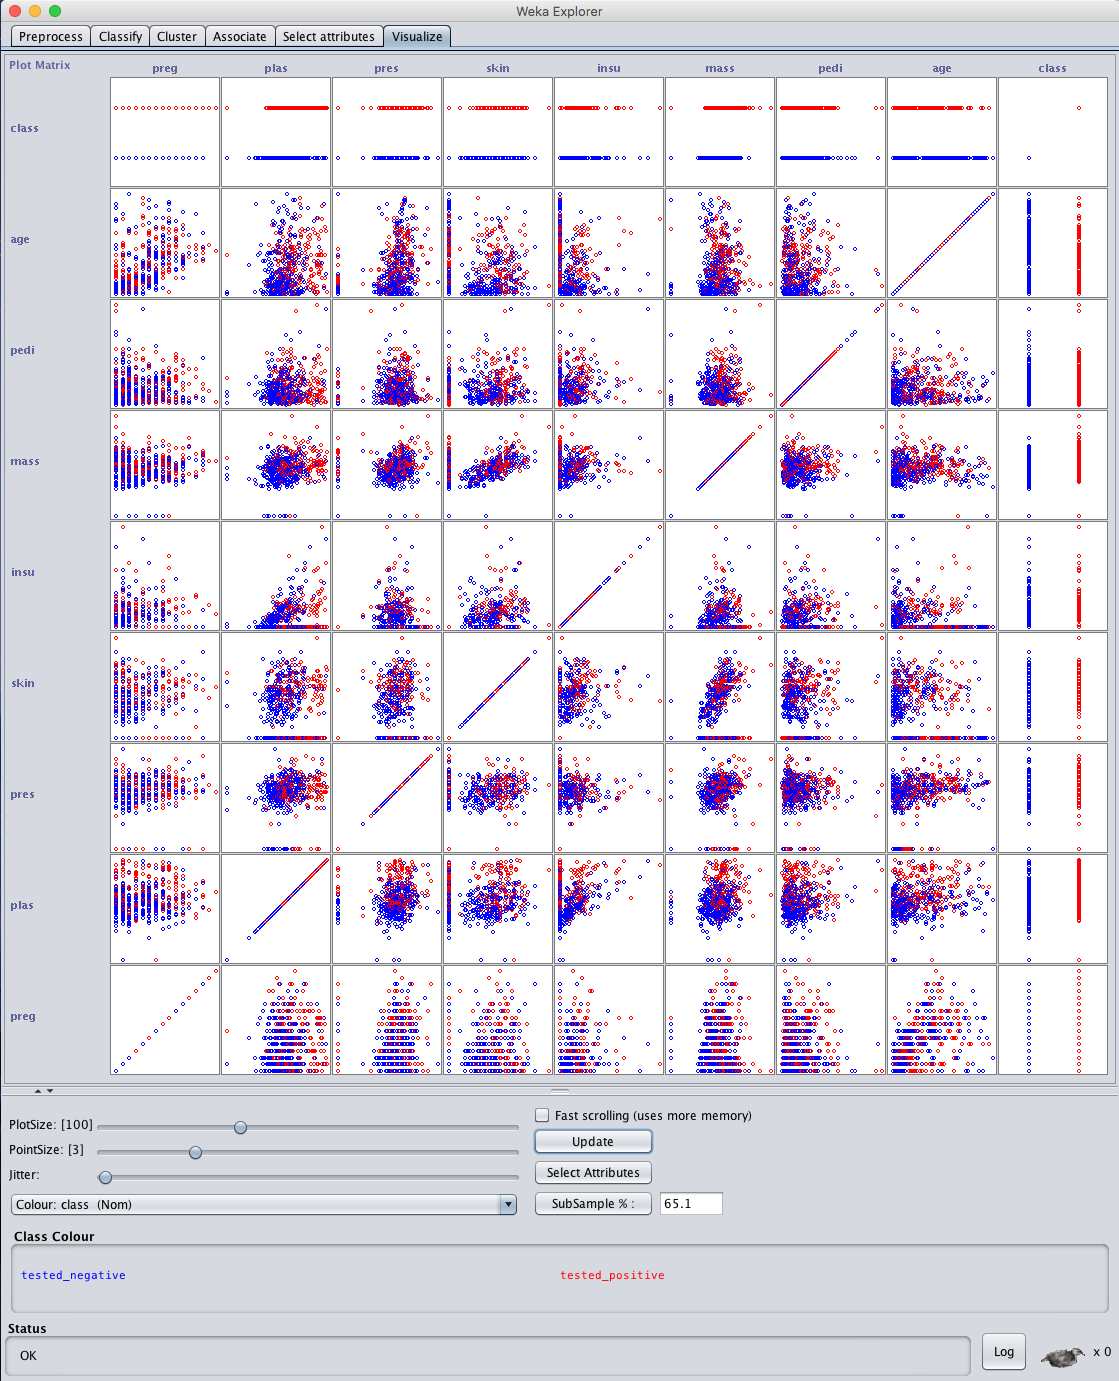 Weka Explorer
Preprocess Classify Cluster Associate Select attributes Visualize
Plot Matrix preg plas pres skin insu mass pedi age class
class
age
pedi
mass
insu
skin
pres
plas
preg
PlotSize: [100]
Fast scrolling (uses more memory)
PointSize: [3]
Update
Jitter:
Select Attributes
Colour: class (Nom)
SubSample % : 65.1
Class Colour
tested_negative tested_positive
Status
OK
Log
x 0